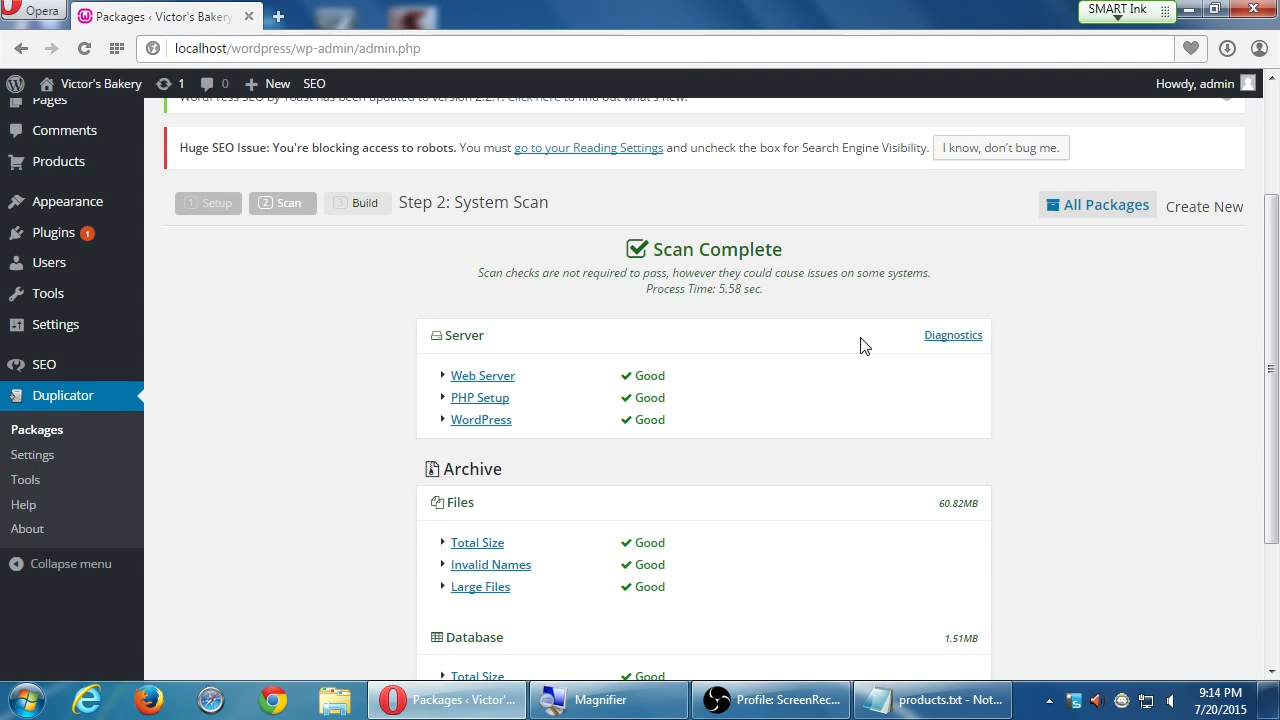 Opera
Packages ‹ Victor's Bakery
SMART Ink
localhost/wordpress/wp-admin/admin.php
Victor's Bakery
1
0
New
SEO
Howdy, admin
Pages
Comments
Products
Appearance
Plugins 1
Users
Tools
Settings
SEO
Duplicator
Packages
Settings
Tools
Help
About
Collapse menu
WordPress SEO by Yoast has been updated to version 2.2.1. Click here to find out what's new!
Huge SEO Issue: You're blocking access to robots. You must go to your Reading Settings and uncheck the box for Search Engine Visibility. I know, don't bug me.
1 Setup
2 Scan
3 Build
Step 2: System Scan
All Packages
Create New
Scan Complete
Scan checks are not required to pass, however they could cause issues on some systems.
Process Time: 5.58 sec.
Server
Diagnostics
Web Server Good
PHP Setup Good
WordPress Good
Archive
Files 60.82MB
Total Size Good
Invalid Names Good
Large Files Good
Database 1.51MB
Total Size Good
Packages ‹ Victor'...
Magnifier
Profile: ScreenRec...
products.txt - Not...
9:14 PM
7/20/2015